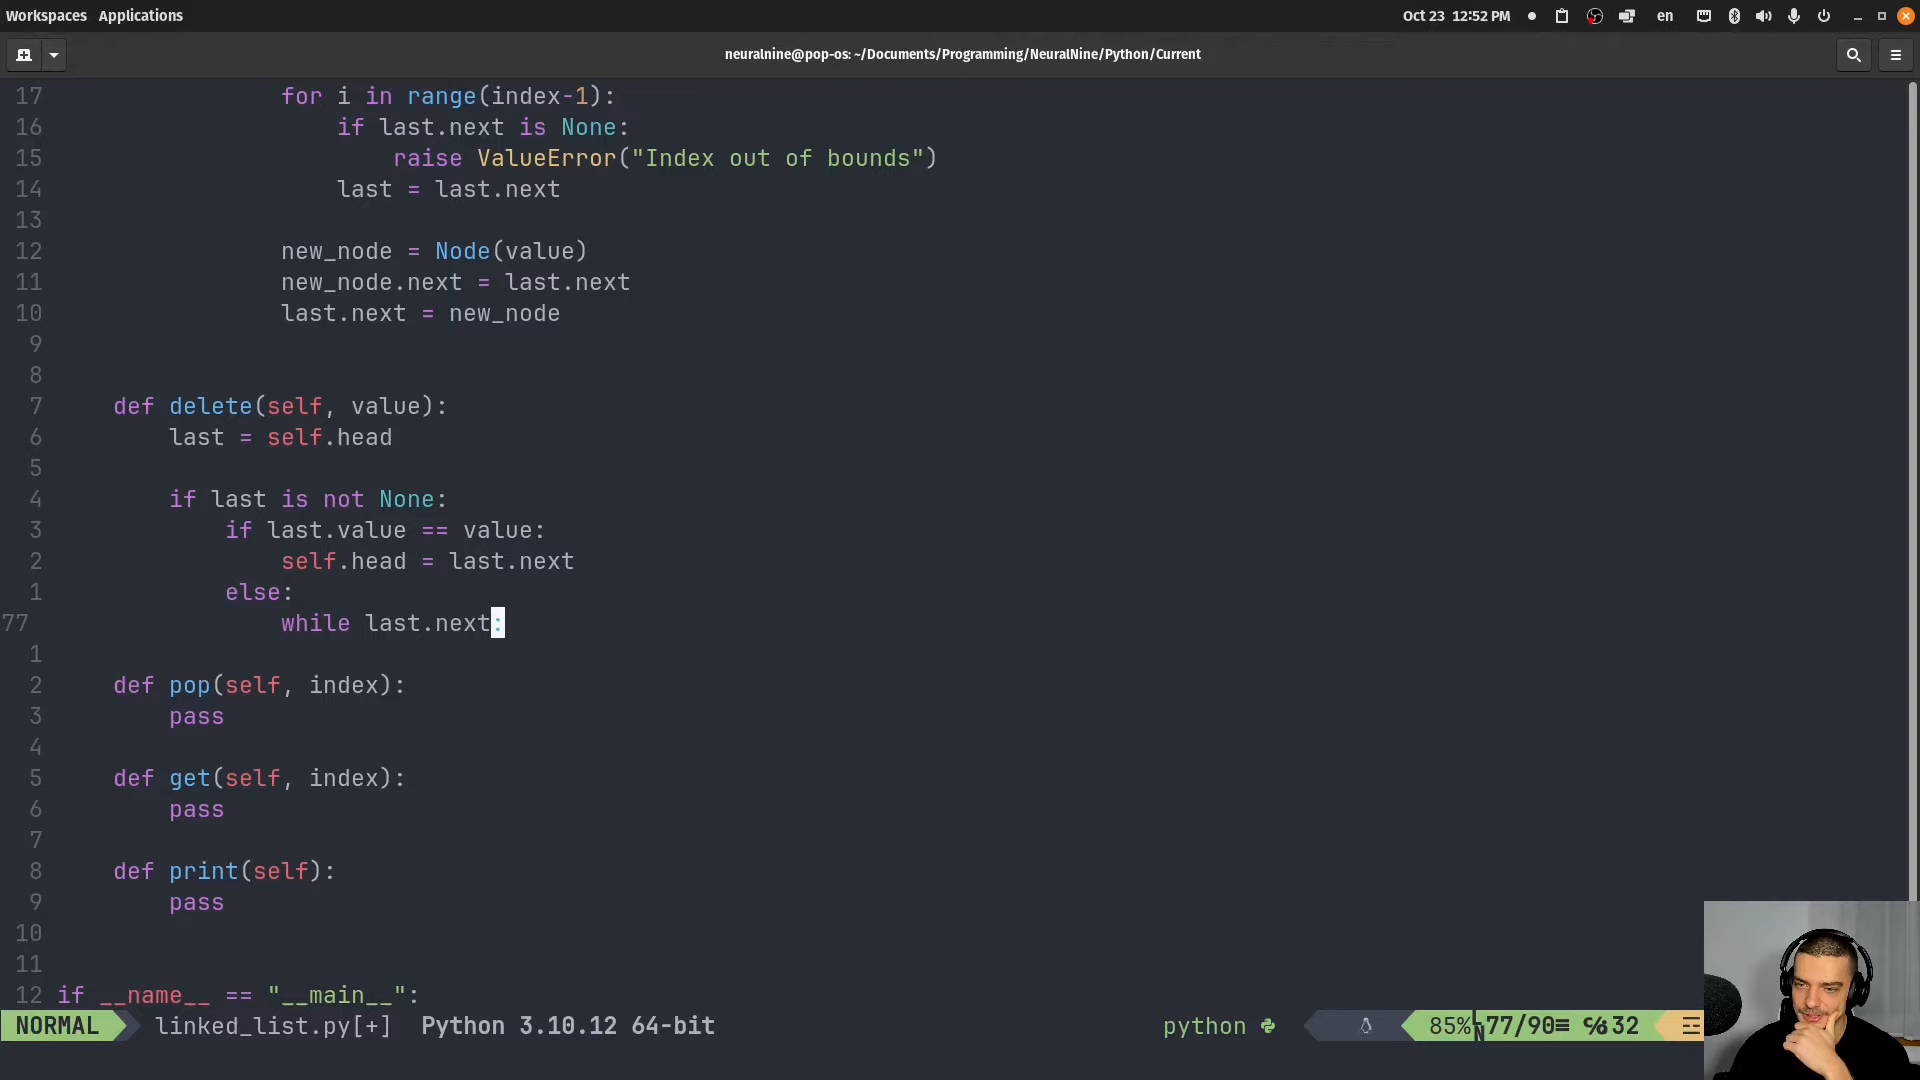 Workspaces Applications
Oct 23 12:52 PM
en
neuralnine@pop-os: ~/Documents/Programming/NeuralNine/Python/Current
17 for i in range(index-1):
16 if last.next is None:
15 raise ValueError("Index out of bounds")
14 last = last.next
13
12 new_node = Node(value)
11 new_node.next = last.next
10 last.next = new_node
9
8
7 def delete(self, value):
6 last = self.head
5
4 if last is not None:
3 if last.value == value:
2 self.head = last.next
1 else:
77 while last.next:
1
2 def pop(self, index):
3 pass
4
5 def get(self, index):
6 pass
7
8 def print(self):
9 pass
10
11
12 if __name__ == "__main__":
NORMAL linked_list.py[+] Python 3.10.12 64-bit python 85% 77/90 32